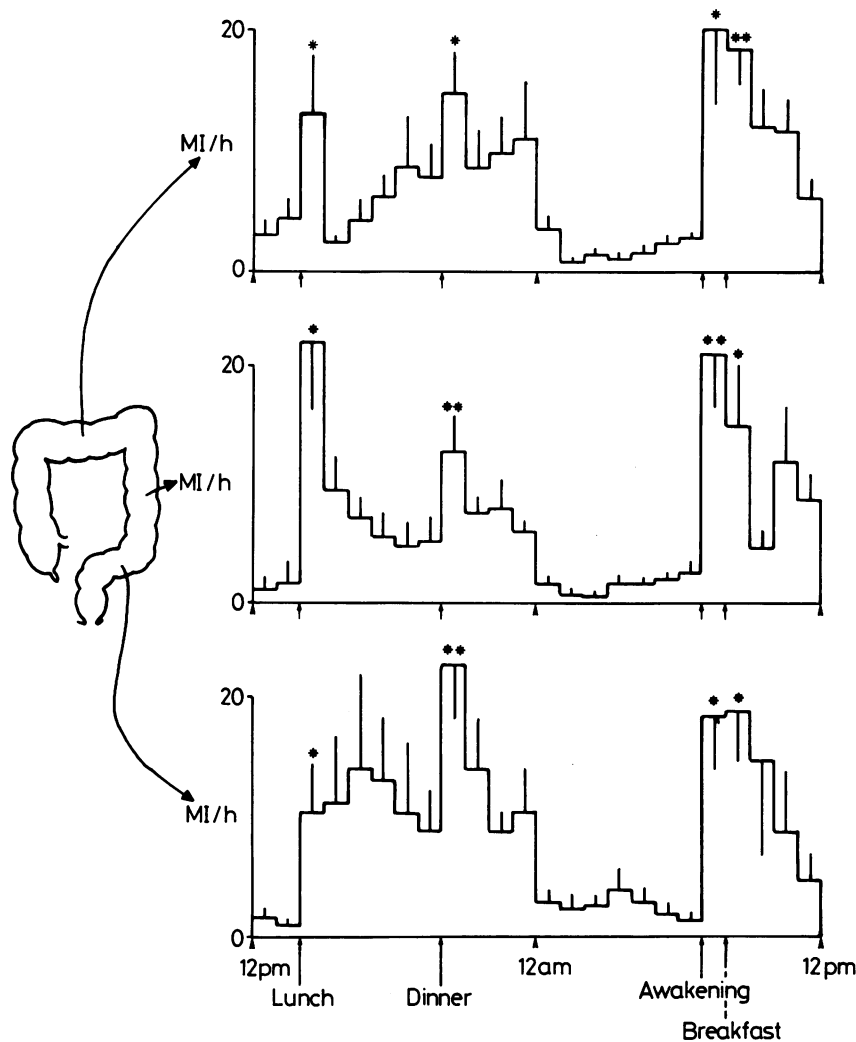 20
*
*
*
**
MI/h
0
20
*
**
**
*
MI/h
0
20
*
**
*
*
MI/h
0
12pm
12am
12pm
Lunch
Dinner
Awakening
Breakfast